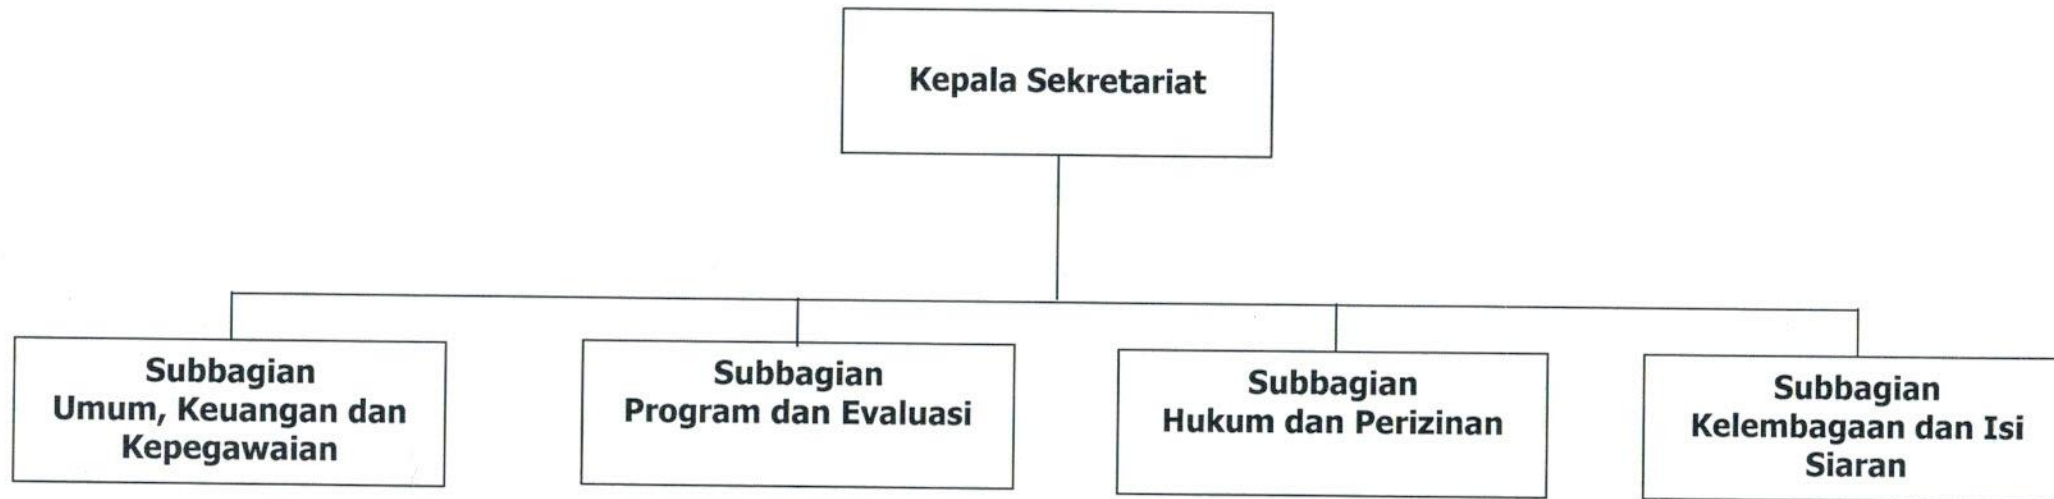 Kepala Sekretariat
Subbagian
Umum, Keuangan dan
Kepegawaian
Subbagian
Program dan Evaluasi
Subbagian
Hukum dan Perizinan
Subbagian
Kelembagaan dan Isi
Siaran